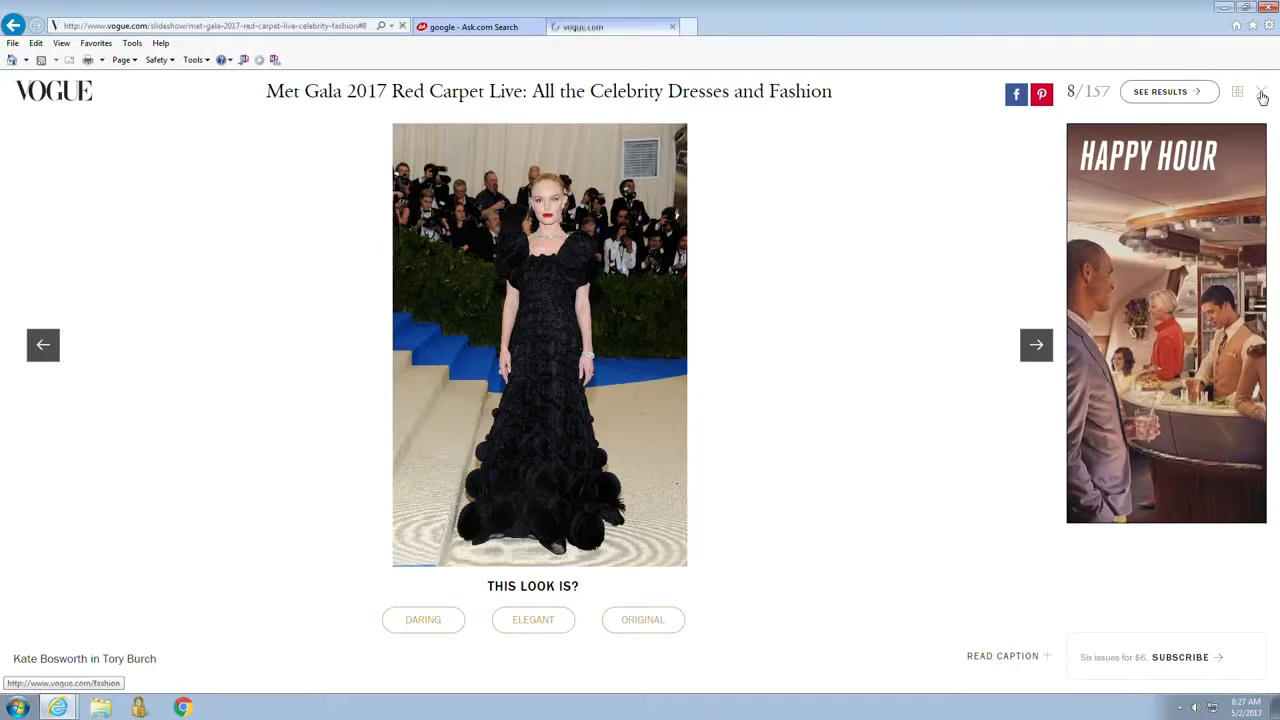 http://www.vogue.com/slideshow/met-gala-2017-red-carpet-live-celebrity-fashion#8
google - Ask.com Search
vogue.com
File Edit View Favorites Tools Help
Page Safety Tools
VOGUE
Met Gala 2017 Red Carpet Live: All the Celebrity Dresses and Fashion
8/157
SEE RESULTS
HAPPY HOUR
THIS LOOK IS?
DARING
ELEGANT
ORIGINAL
Kate Bosworth in Tory Burch
READ CAPTION
Six issues for $6. SUBSCRIBE
http://www.vogue.com/fashion
8:27 AM
5/2/2017